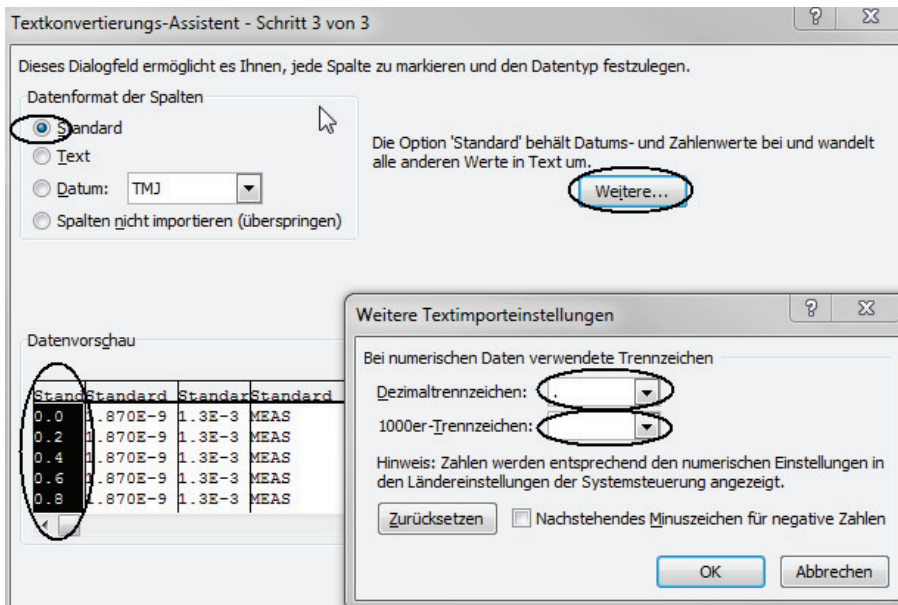 Textkonvertierungs-Assistent - Schritt 3 von 3
Dieses Dialogfeld ermöglicht es Ihnen, jede Spalte zu markieren und den Datentyp festzulegen.
Datenformat der Spalten
Standard
Text
Datum: TMJ
Spalten nicht importieren (überspringen)
Die Option 'Standard' behält Datums- und Zahlenwerte bei und wandelt
alle anderen Werte in Text um.
Weitere...
Datenvorschau
Stand Standard Standar Standard
0.0 1.870E-9 1.3E-3 MEAS
0.2 1.870E-9 1.3E-3 MEAS
0.4 1.870E-9 1.3E-3 MEAS
0.6 1.870E-9 1.3E-3 MEAS
0.8 1.870E-9 1.3E-3 MEAS
Weitere Textimporteinstellungen
Bei numerischen Daten verwendete Trennzeichen
Dezimaltrennzeichen: .
1000er-Trennzeichen:
Hinweis: Zahlen werden entsprechend den numerischen Einstellungen in
den Ländereinstellungen der Systemsteuerung angezeigt.
Zurücksetzen Nachstehendes Minuszeichen für negative Zahlen
OK Abbrechen